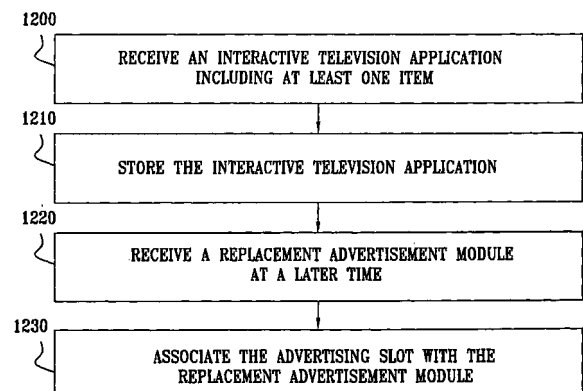 1200
RECEIVE AN INTERACTIVE TELEVISION APPLICATION
INCLUDING AT LEAST ONE ITEM
1210
STORE THE INTERACTIVE TELEVISION APPLICATION
1220
RECEIVE A REPLACEMENT ADVERTISEMENT MODULE
AT A LATER TIME
1230
ASSOCIATE THE ADVERTISING SLOT WITH THE
REPLACEMENT ADVERTISEMENT MODULE